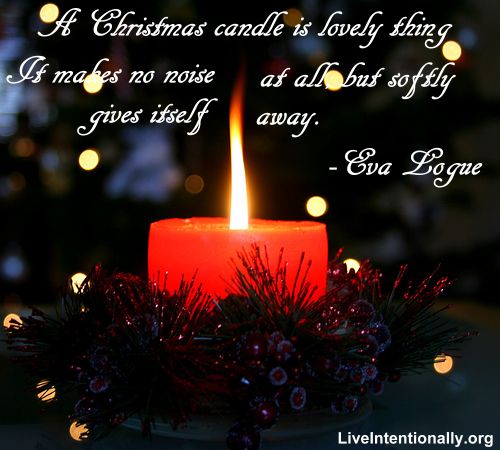 A Christmas candle is lovely thing
It makes no noise at all, but softly
gives itself away.
-Eva Logue
LiveIntentionally.org